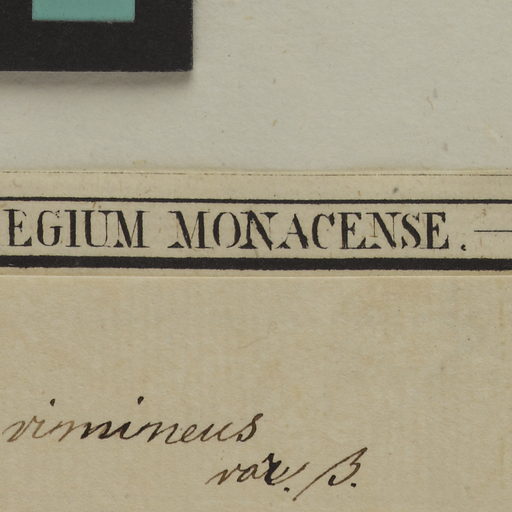 EGIUM MONACENSE. —
vimineus
var. β.